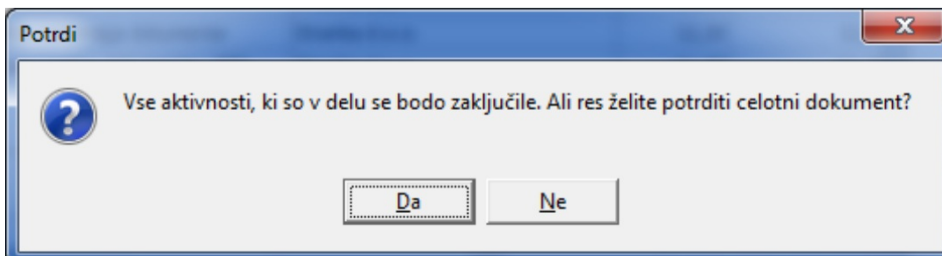 Potrdi
Vse aktivnosti, ki so v delu se bodo zaključile. Ali res želite potrditi celotni dokument?
Da
Ne